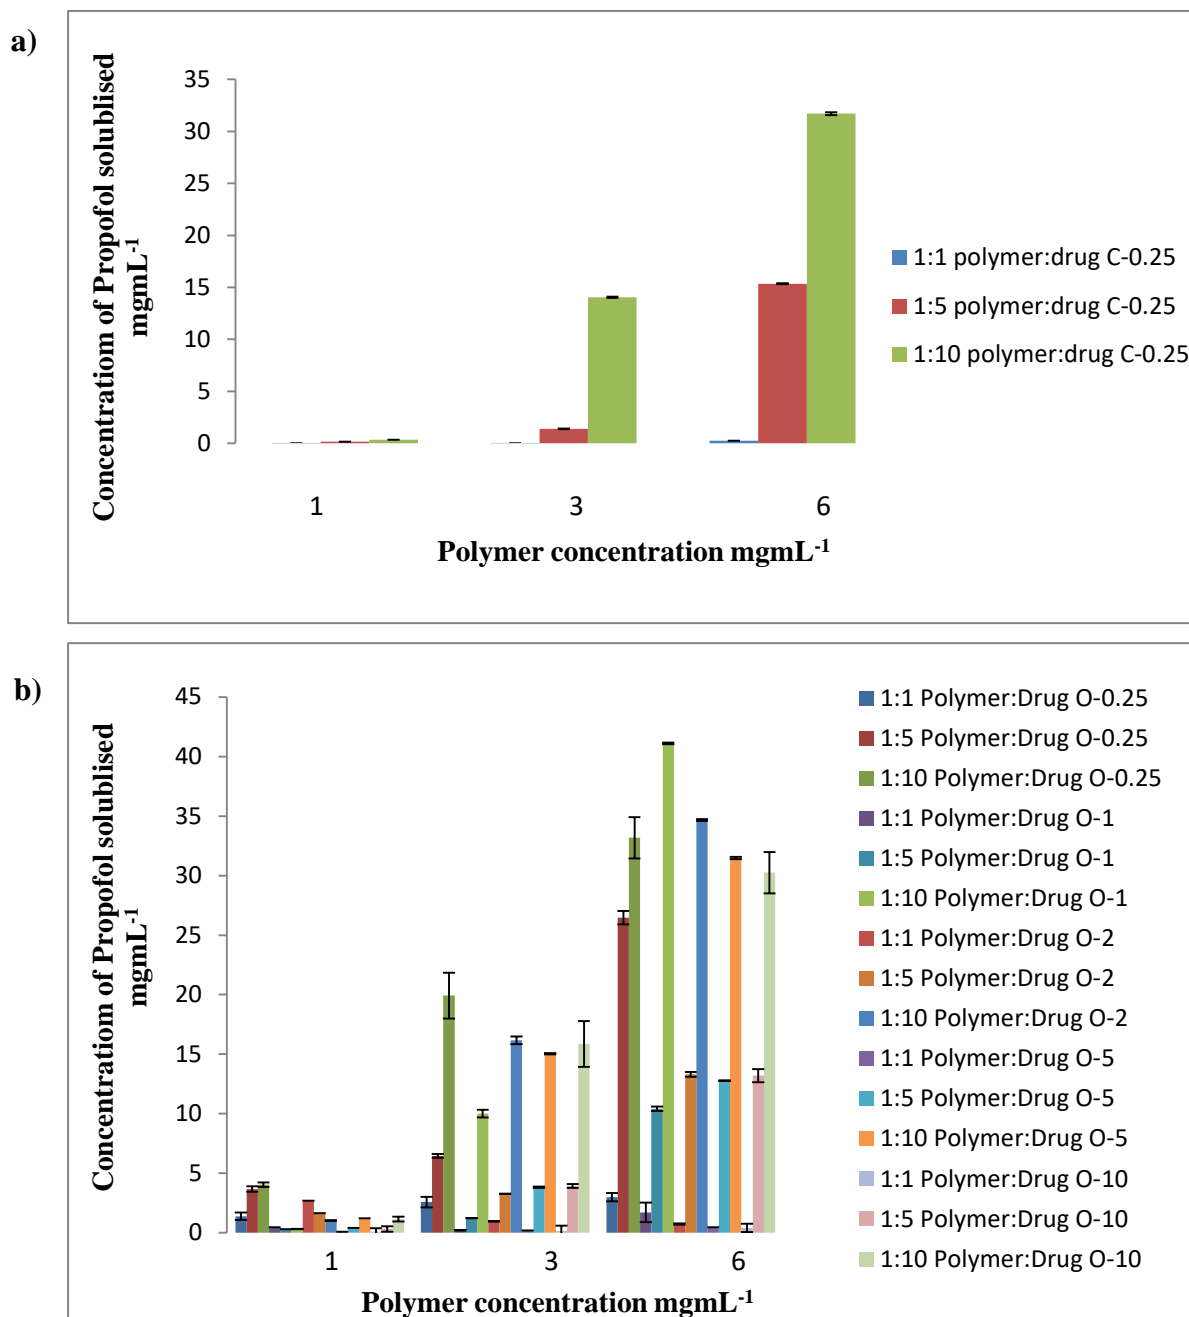 a)
Concentratiom of Propofol solublised
mgmL-1
35
30
25
20
15
10
5
0
1
3
6
Polymer concentration mgmL-1
1:1 polymer:drug C-0.25
1:5 polymer:drug C-0.25
1:10 polymer:drug C-0.25
b)
Concentratiom of Propofol solublised
mgmL-1
45
40
35
30
25
20
15
10
5
0
1
3
6
Polymer concentration mgmL-1
1:1 Polymer:Drug O-0.25
1:5 Polymer:Drug O-0.25
1:10 Polymer:Drug O-0.25
1:1 Polymer:Drug O-1
1:5 Polymer:Drug O-1
1:10 Polymer:Drug O-1
1:1 Polymer:Drug O-2
1:5 Polymer:Drug O-2
1:10 Polymer:Drug O-2
1:1 Polymer:Drug O-5
1:5 Polymer:Drug O-5
1:10 Polymer:Drug O-5
1:1 Polymer:Drug O-10
1:5 Polymer:Drug O-10
1:10 Polymer:Drug O-10